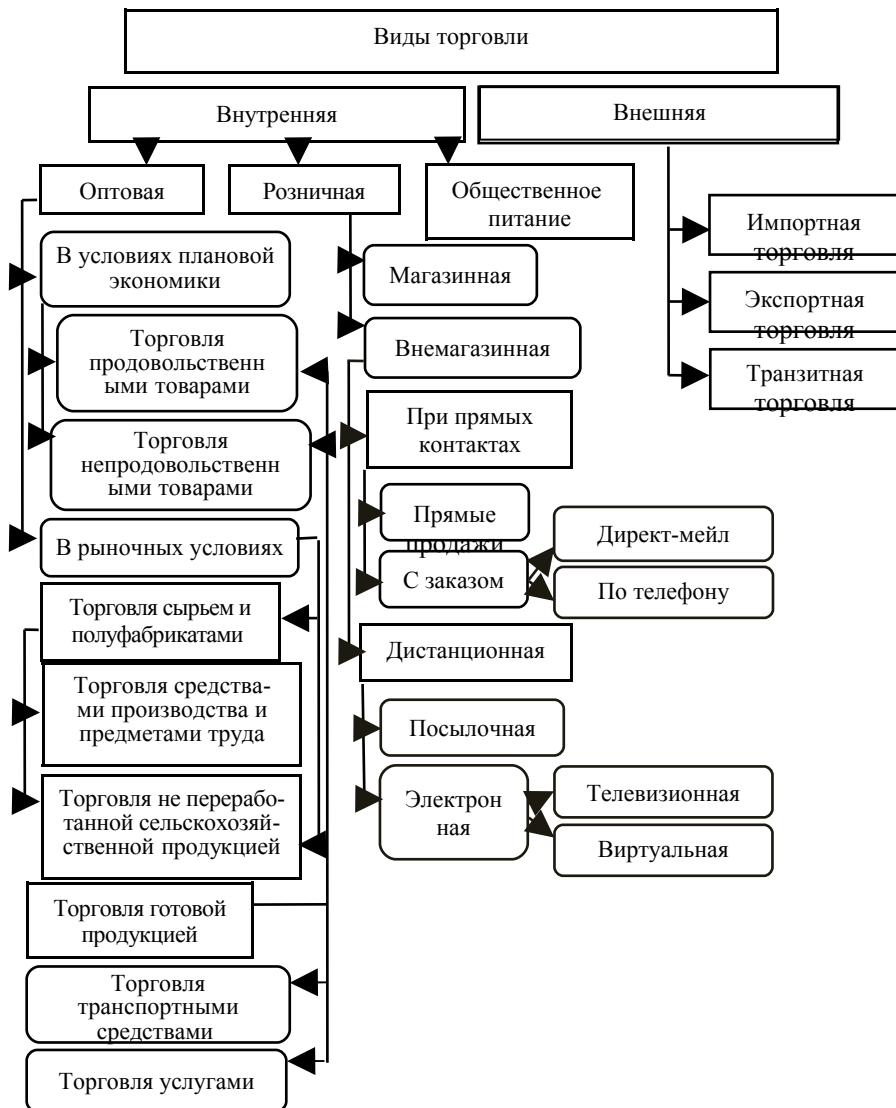 Виды торговли
Внутренняя
Внешняя
Оптовая
Розничная
Общественное
питание
В условиях плановой
экономики
Торговля
продовольственн
ыми товарами
Торговля
непродовольственн
ыми товарами
В рыночных условиях
Торговля сырьем и
полуфабрикатами
Торговля средства-
ми производства и
предметами труда
Торговля не перерабо-
танной сельскохозяй-
ственной продукцией
Торговля готовой
продукцией
Торговля
транспортными
средствами
Торговля услугами
Магазинная
Внемагазинная
При прямых
контактах
Прямые
продажи
С заказом
Директ-мейл
По телефону
Дистанционная
Посылочная
Электрон
ная
Телевизионная
Виртуальная
Импортная
торговля
Экспортная
торговля
Транзитная
торговля